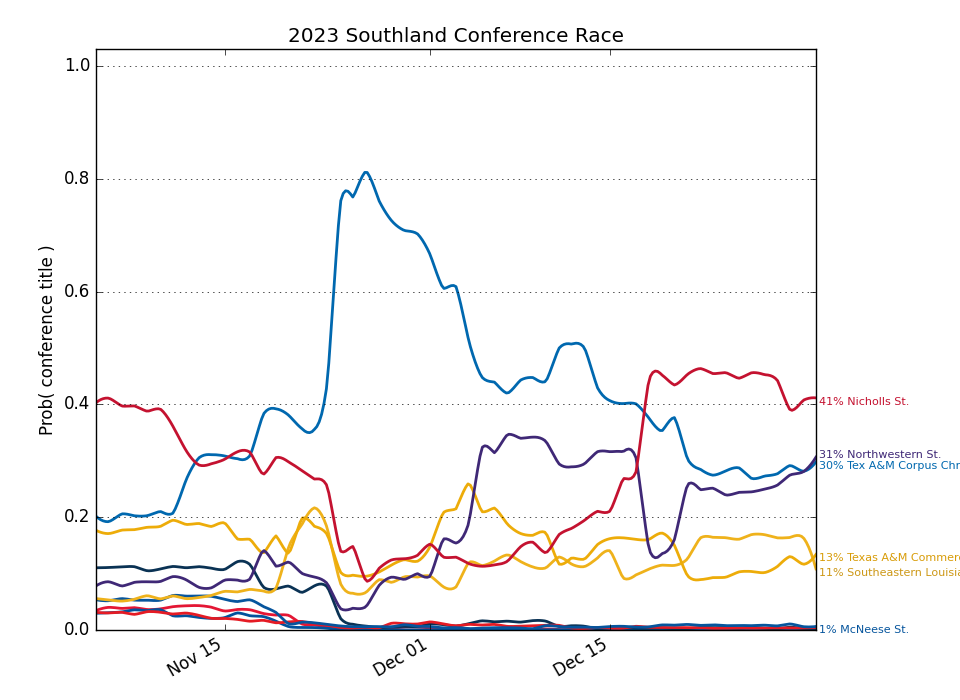 2023 Southland Conference Race
Prob( conference title )
1.0
0.8
0.6
0.4
0.2
0.0
Nov 15
Dec 01
Dec 15
41% Nicholls St.
31% Northwestern St.
30% Tex A&M Corpus Chr
13% Texas A&M Commerc
11% Southeastern Louisia
1% McNeese St.